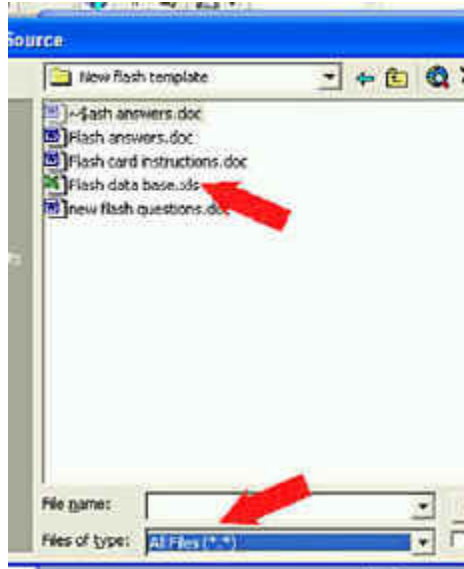 Source
New flash template
~$ash answers.doc
Flash answers.doc
Flash card instructions.doc
Flash data base.xls
new flash questions.doc
File name:
Files of type: All Files (*.*)